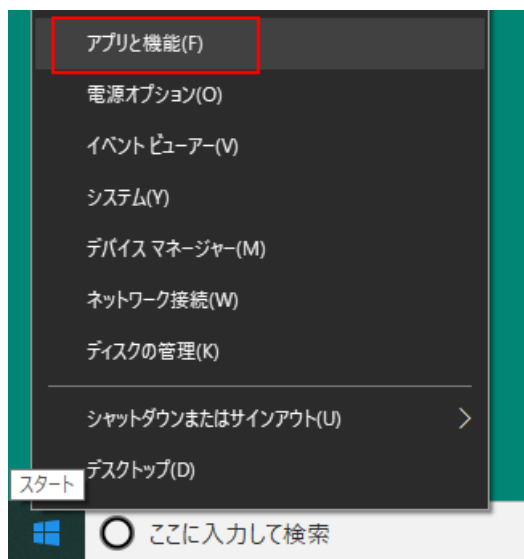 アプリと機能(F)
電源オプション(O)
イベント ビューアー(V)
システム(Y)
デバイス マネージャー(M)
ネットワーク接続(W)
ディスクの管理(K)
シャットダウンまたはサインアウト(U)
デスクトップ(D)
スタート
ここに入力して検索